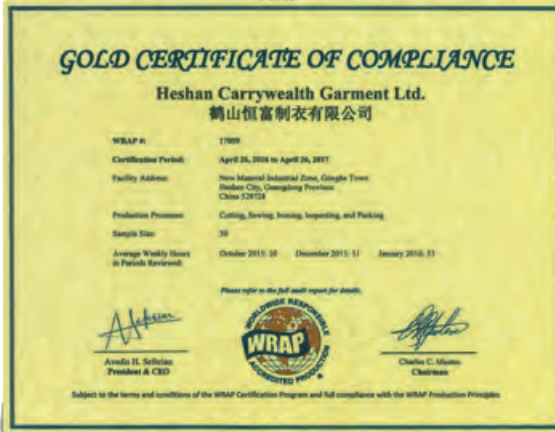 GOLD CERTIFICATE OF COMPLIANCE
Heshan Carrywealth Garment Ltd.
鹤山恒富制衣有限公司
WRAP #:
Certification Period: April 26, 2016 to April 26, 2017
Facility Address: New Material Industrial Zone, Gonghe Town
Heshan City, Guangdong Province
China 529728
Production Processes: Cutting, Sewing, Ironing, Inspecting, and Packing
Sample Size: 30
Average Weekly Hours October 2015: 50 December 2015: 51 January 2016: 51
in Periods Reviewed:
Please refer to the full audit report for details.
WORLDWIDE RESPONSIBLE
WRAP
ACCREDITED PRODUCTION
®
Avedis H. Seferian
President & CEO
Charles C. Masten
Chairman
Subject to the terms and conditions of the WRAP Certification Program and full compliance with the WRAP Production Principles